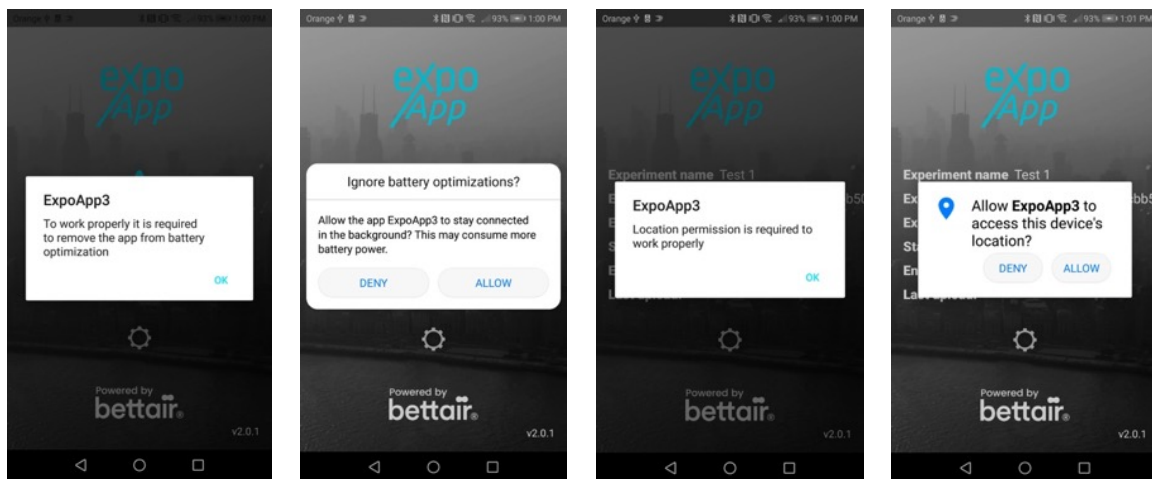 Orange 93% 1:00 PM
expo
App
ExpoApp3
To work properly it is required
to remove the app from battery
optimization
OK
Powered by
bettair®
v2.0.1
Orange 93% 1:00 PM
expo
App
Ignore battery optimizations?
Allow the app ExpoApp3 to stay connected
in the background? This may consume more
battery power.
DENY ALLOW
Powered by
bettair®
v2.0.1
Orange 93% 1:00 PM
expo
App
Experiment name Test 1
ExpoApp3
Location permission is required to
work properly
OK
Powered by
bettair®
v2.0.1
Orange 93% 1:01 PM
expo
App
Experiment name Test 1
Allow ExpoApp3 to
access this device's
location?
DENY ALLOW
Powered by
bettair®
v2.0.1